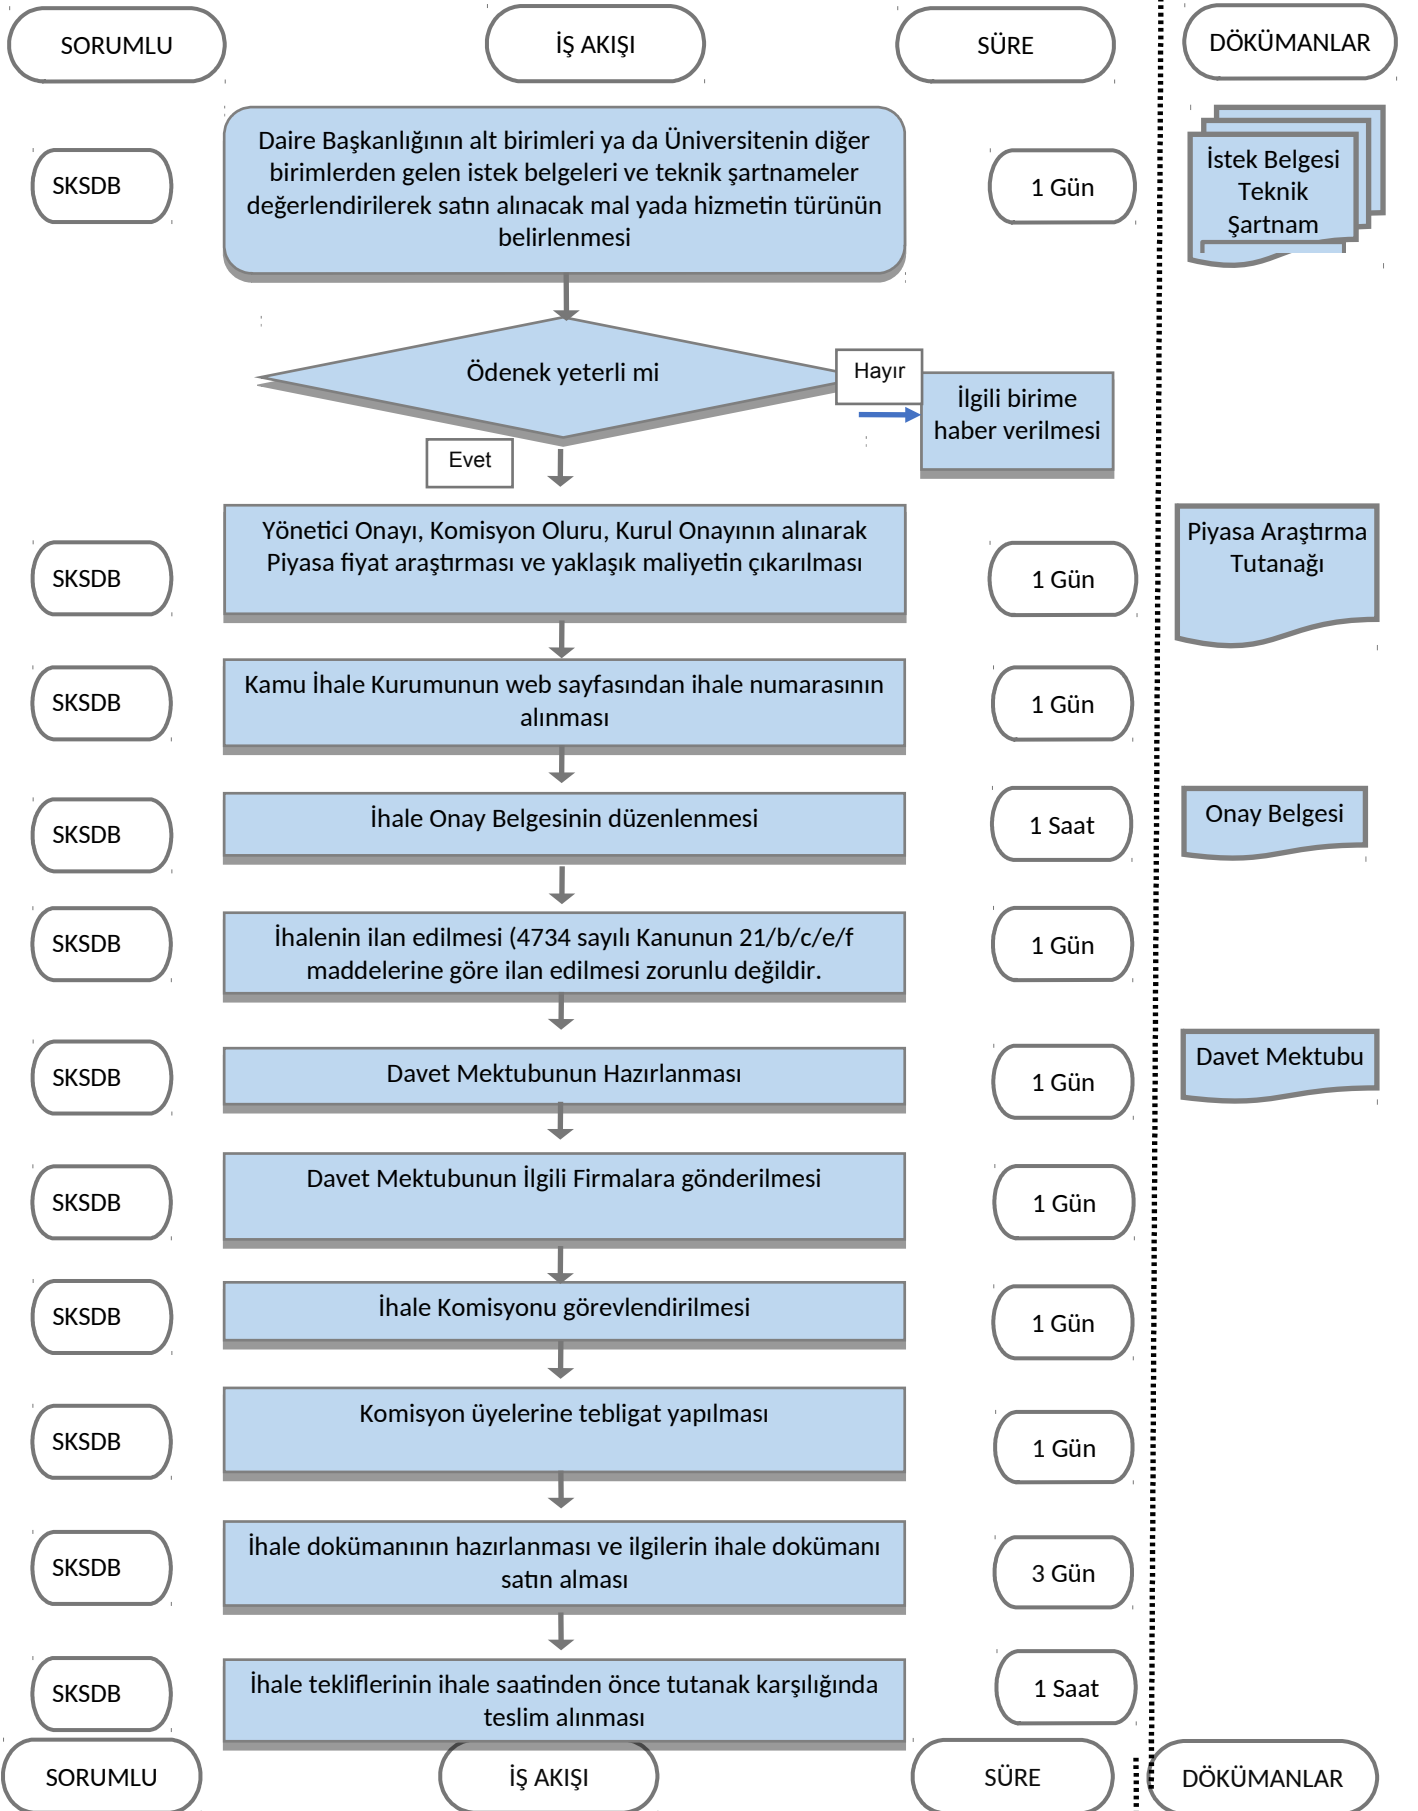 SORUMLU
İŞ AKIŞI
SÜRE
DÖKÜMANLAR
SKSDB
Daire Başkanlığının alt birimleri ya da Üniversitenin diğer
birimlerden gelen istek belgeleri ve teknik şartnameler
değerlendirilerek satın alınacak mal yada hizmetin türünün
belirlenmesi
1 Gün
İstek Belgesi
Teknik
Şartnam
Ödenek yeterli mi
Hayır
İlgili birime
haber verilmesi
Evet
SKSDB
Yönetici Onayı, Komisyon Oluru, Kurul Onayının alınarak
Piyasa fiyat araştırması ve yaklaşık maliyetin çıkarılması
1 Gün
Piyasa Araştırma
Tutanağı
SKSDB
Kamu İhale Kurumunun web sayfasından ihale numarasının
alınması
1 Gün
SKSDB
İhale Onay Belgesinin düzenlenmesi
1 Saat
Onay Belgesi
SKSDB
İhalenin ilan edilmesi (4734 sayılı Kanunun 21/b/c/e/f
maddelerine göre ilan edilmesi zorunlu değildir.
1 Gün
SKSDB
Davet Mektubunun Hazırlanması
1 Gün
Davet Mektubu
SKSDB
Davet Mektubunun İlgili Firmalara gönderilmesi
1 Gün
SKSDB
İhale Komisyonu görevlendirilmesi
1 Gün
SKSDB
Komisyon üyelerine tebligat yapılması
1 Gün
SKSDB
İhale dokümanının hazırlanması ve ilgilerin ihale dokümanı
satın alması
3 Gün
SKSDB
İhale tekliflerinin ihale saatinden önce tutanak karşılığında
teslim alınması
1 Saat
SORUMLU
İŞ AKIŞI
SÜRE
DÖKÜMANLAR